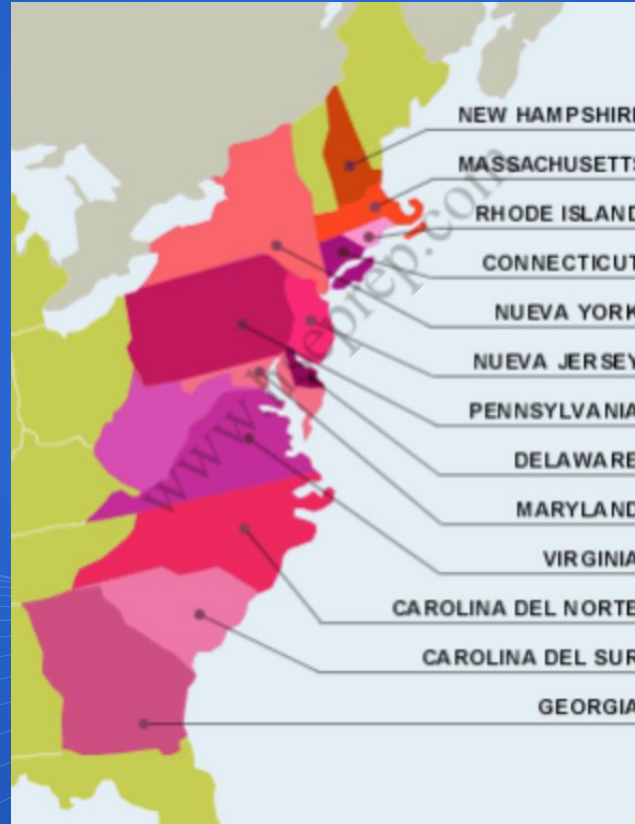 NEW HAMPSHIRE
MASSACHUSETTS
RHODE ISLAND
CONNECTICUT
NUEVA YORK
NUEVA JERSEY
PENNSYLVANIA
DELAWARE
MARYLAND
VIRGINIA
CAROLINA DEL NORTE
CAROLINA DEL SUR
GEORGIA